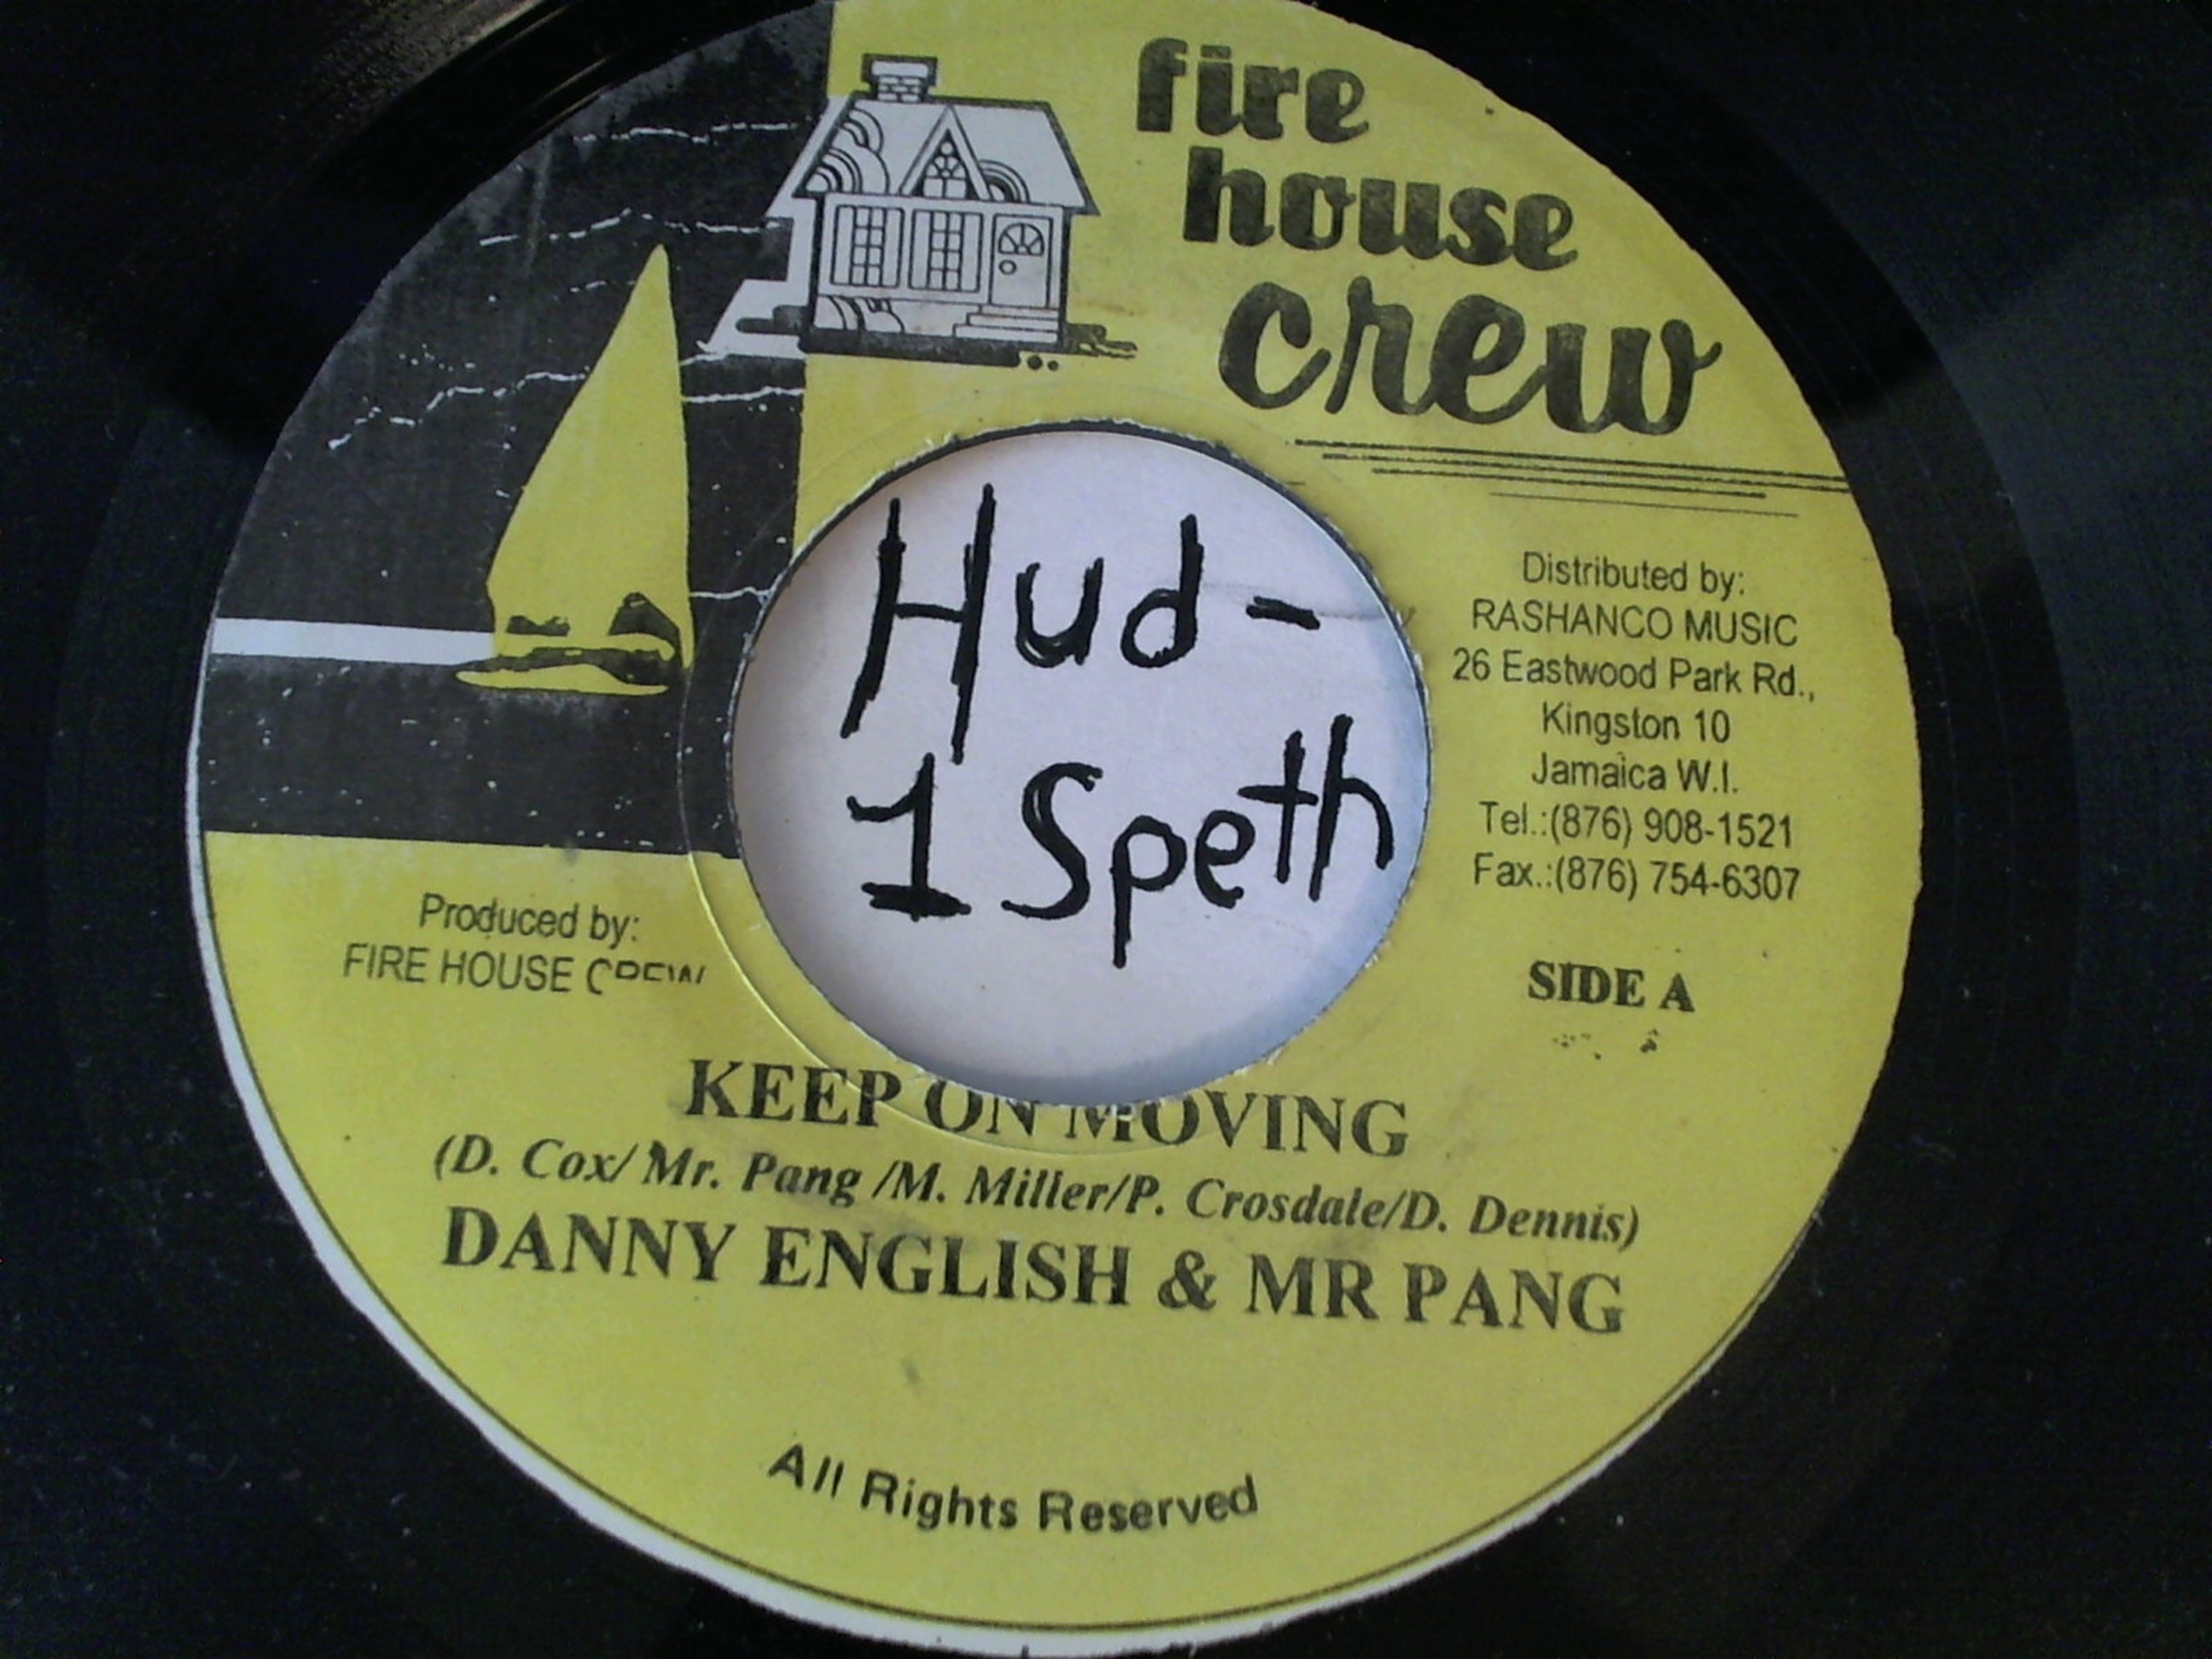 fire
house
crew
Hud-
1 Speth
Distributed by:
RASHANCO MUSIC
26 Eastwood Park Rd.,
Kingston 10
Jamaica W.I.
Tel.:(876) 908-1521
Fax.:(876) 754-6307
SIDE A
Produced by:
FIRE HOUSE CREW
KEEP ON MOVING
(D. Cox/ Mr. Pang /M. Miller/P. Crosdale/D. Dennis)
DANNY ENGLISH & MR PANG
All Rights Reserved